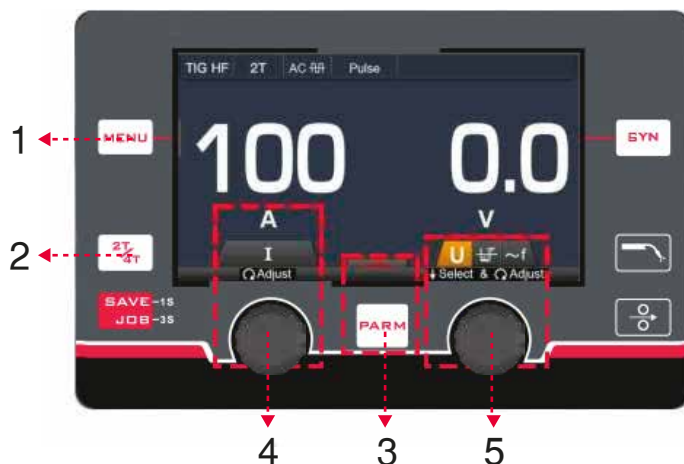 TIG HF 2T AC Pulse
1 MENU 100 0.0 SYN
A V
2 2T/4T I U ~f
Adjust Select & Adjust
SAVE-1S
JOB-3S
PARM
4 3 5